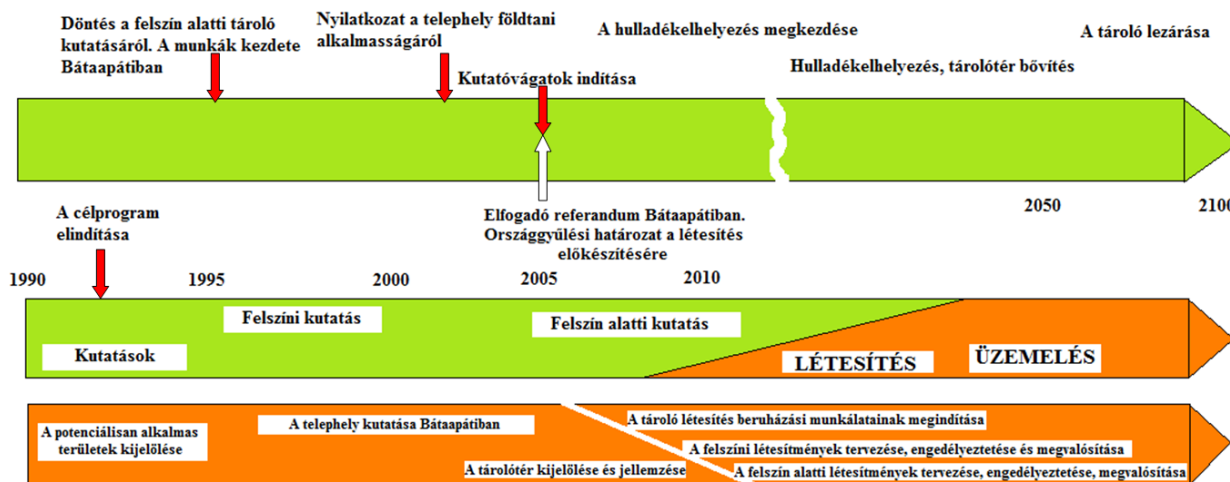 Döntés a felszín alatti tároló
kutatásáról. A munkák kezdete
Bátaapátiban
Nyilatkozat a telephely földtani
alkalmasságáról
Kutatóvágatok indítása
A hulladékelhelyezés megkezdése
Hulladékelhelyezés, tárolótér bővítés
A tároló lezárása
A célprogram
elindítása
Elfogadó referandum Bátaapátiban.
Országgyűlési határozat a létesítés
előkészítésére
2050
2100
1990
1995
2000
2005
2010
Felszíni kutatás
Felszín alatti kutatás
Kutatások
LÉTESÍTÉS
ÜZEMELÉS
A potenciálisan alkalmas
területek kijelölése
A telephely kutatása Bátaapátiban
A tárolótér kijelölése és jellemzése
A tároló létesítés beruházási munkálatainak megindítása
A felszíni létesítmények tervezése, engedélyeztetése és megvalósítása
A felszín alatti létesítmények tervezése, engedélyeztetése, megvalósítása